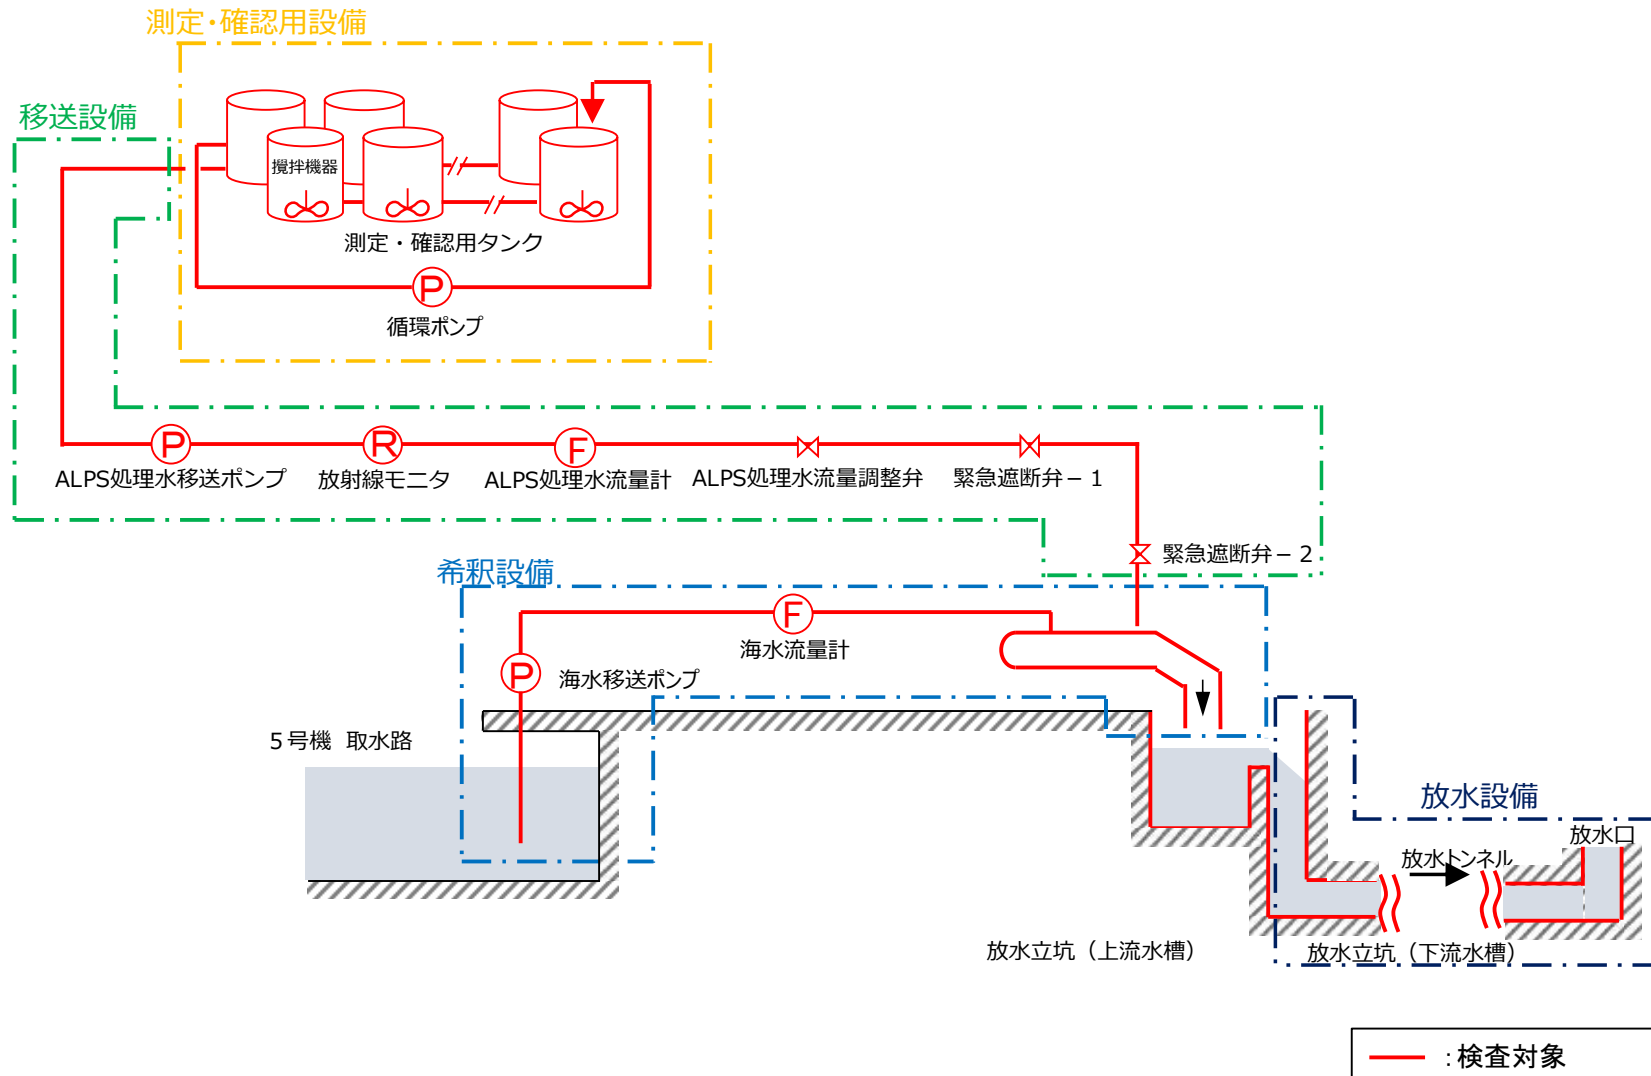 測定・確認用設備
移送設備
攪拌機器
測定・確認用タンク
P
循環ポンプ
P
R
F
ALPS処理水移送ポンプ
放射線モニタ
ALPS処理水流量計
ALPS処理水流量調整弁
緊急遮断弁－1
緊急遮断弁－2
希釈設備
F
海水流量計
P
海水移送ポンプ
5号機 取水路
放水設備
放水口
放水トンネル
放水立坑（上流水槽）
放水立坑（下流水槽）
：検査対象